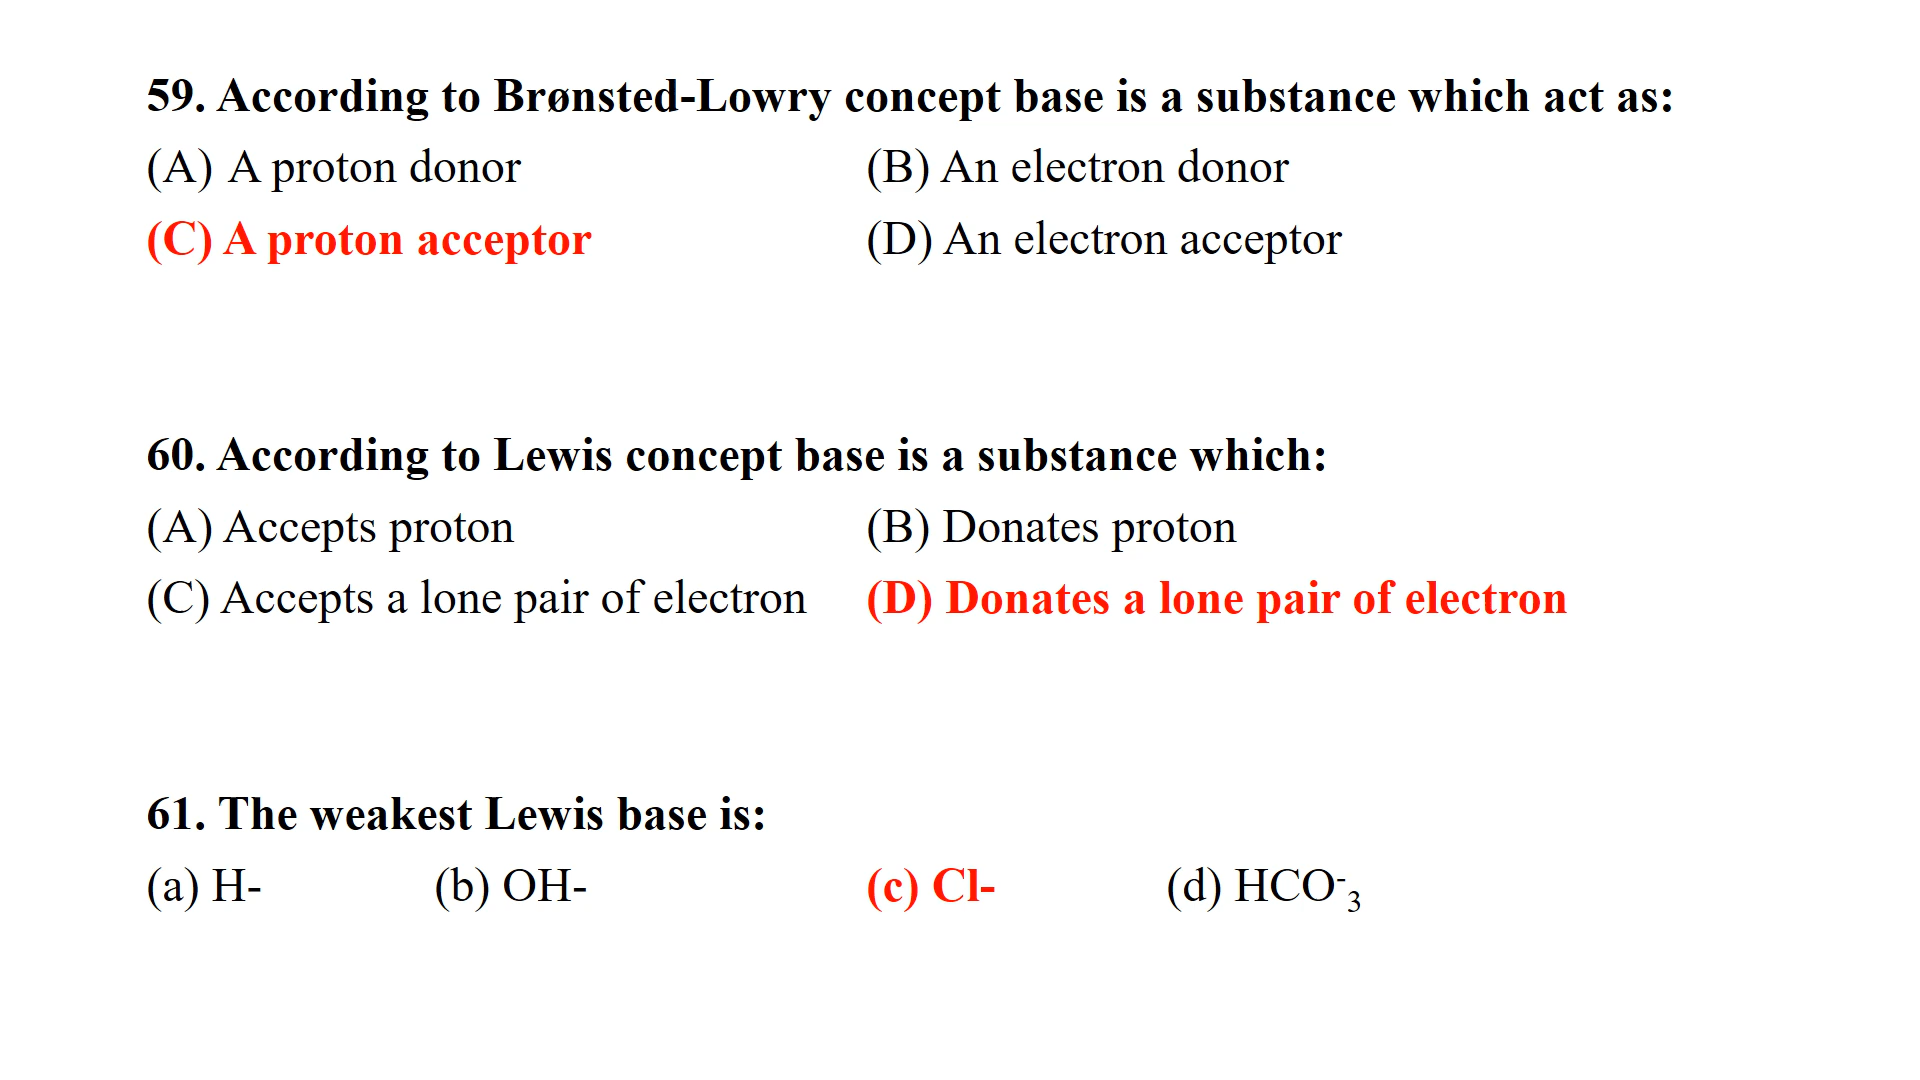 59. According to Brønsted-Lowry concept base is a substance which act as:
(A) A proton donor (B) An electron donor
(C) A proton acceptor (D) An electron acceptor
60. According to Lewis concept base is a substance which:
(A) Accepts proton (B) Donates proton
(C) Accepts a lone pair of electron (D) Donates a lone pair of electron
61. The weakest Lewis base is:
(a) H- (b) OH- (c) Cl- (d) HCO⁻₃